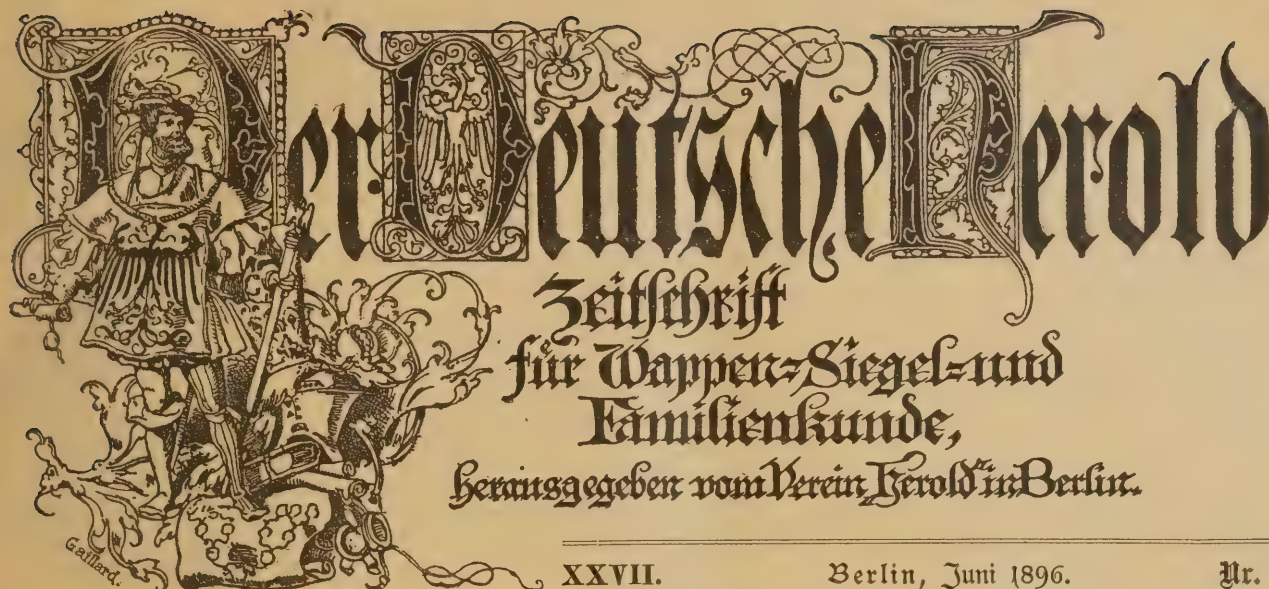 Der Deutsche Herold
Zeitschrift
für Wappen-Siegel-und
Familienkunde,
herausgegeben vom Verein „Herold“ in Berlin.
Gaillard.
XXVII. Berlin, Juni 1896. Nr.